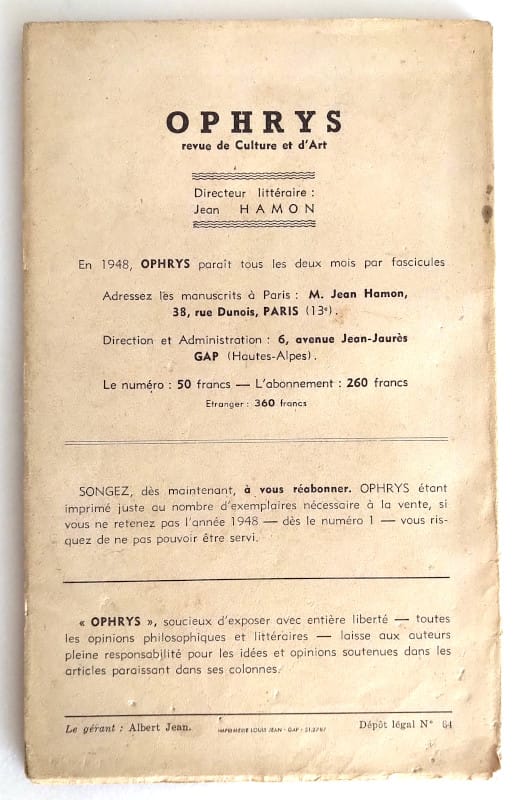 OPHRYS
revue de Culture et d'Art
Directeur littéraire :
Jean HAMON
En 1948, OPHRYS paraît tous les deux mois par fascicules
Adressez les manuscrits à Paris : M. Jean Hamon,
38, rue Dunois, PARIS (13e).
Direction et Administration : 6, avenue Jean-Jaurès
GAP (Hautes-Alpes).
Le numéro : 50 francs — L'abonnement : 260 francs
Etranger : 360 francs
SONGEZ, dès maintenant, à vous réabonner. OPHRYS étant
imprimé juste au nombre d'exemplaires nécessaire à la vente, si
vous ne retenez pas l'année 1948 — dès le numéro 1 — vous ris-
quez de ne pas pouvoir être servi.
« OPHRYS », soucieux d'exposer avec entière liberté — toutes
les opinions philosophiques et littéraires — laisse aux auteurs
pleine responsabilité pour les idées et opinions soutenues dans les
articles paraissant dans ses colonnes.
Le gérant : Albert Jean.
IMPRIMERIE LOUIS JEAN - GAP
Dépôt légal N° 64